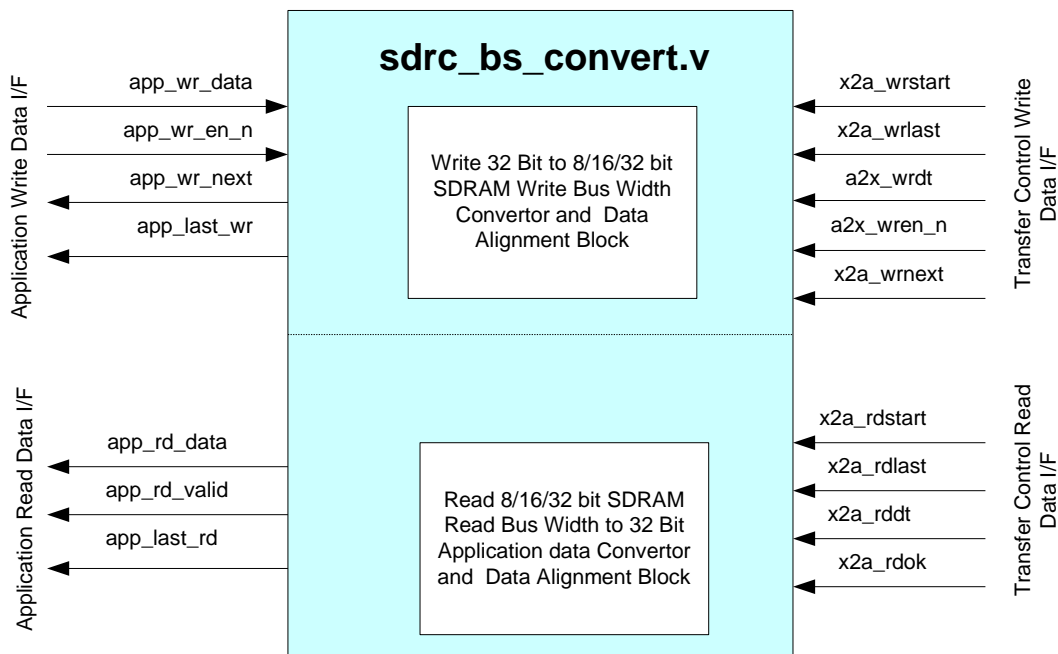 sdrc_bs_convert.v
Application Write Data I/F
app_wr_data
app_wr_en_n
app_wr_next
app_last_wr
Write 32 Bit to 8/16/32 bit
SDRAM Write Bus Width
Convertor and  Data
Alignment Block
x2a_wrstart
x2a_wrlast
a2x_wrdt
a2x_wren_n
x2a_wrnext
Transfer Control Write
Data I/F
Application Read Data I/F
app_rd_data
app_rd_valid
app_last_rd
Read 8/16/32 bit SDRAM
Read Bus Width to 32 Bit
Application data Convertor
and  Data Alignment Block
x2a_rdstart
x2a_rdlast
x2a_rddt
x2a_rdok
Transfer Control Read
Data I/F